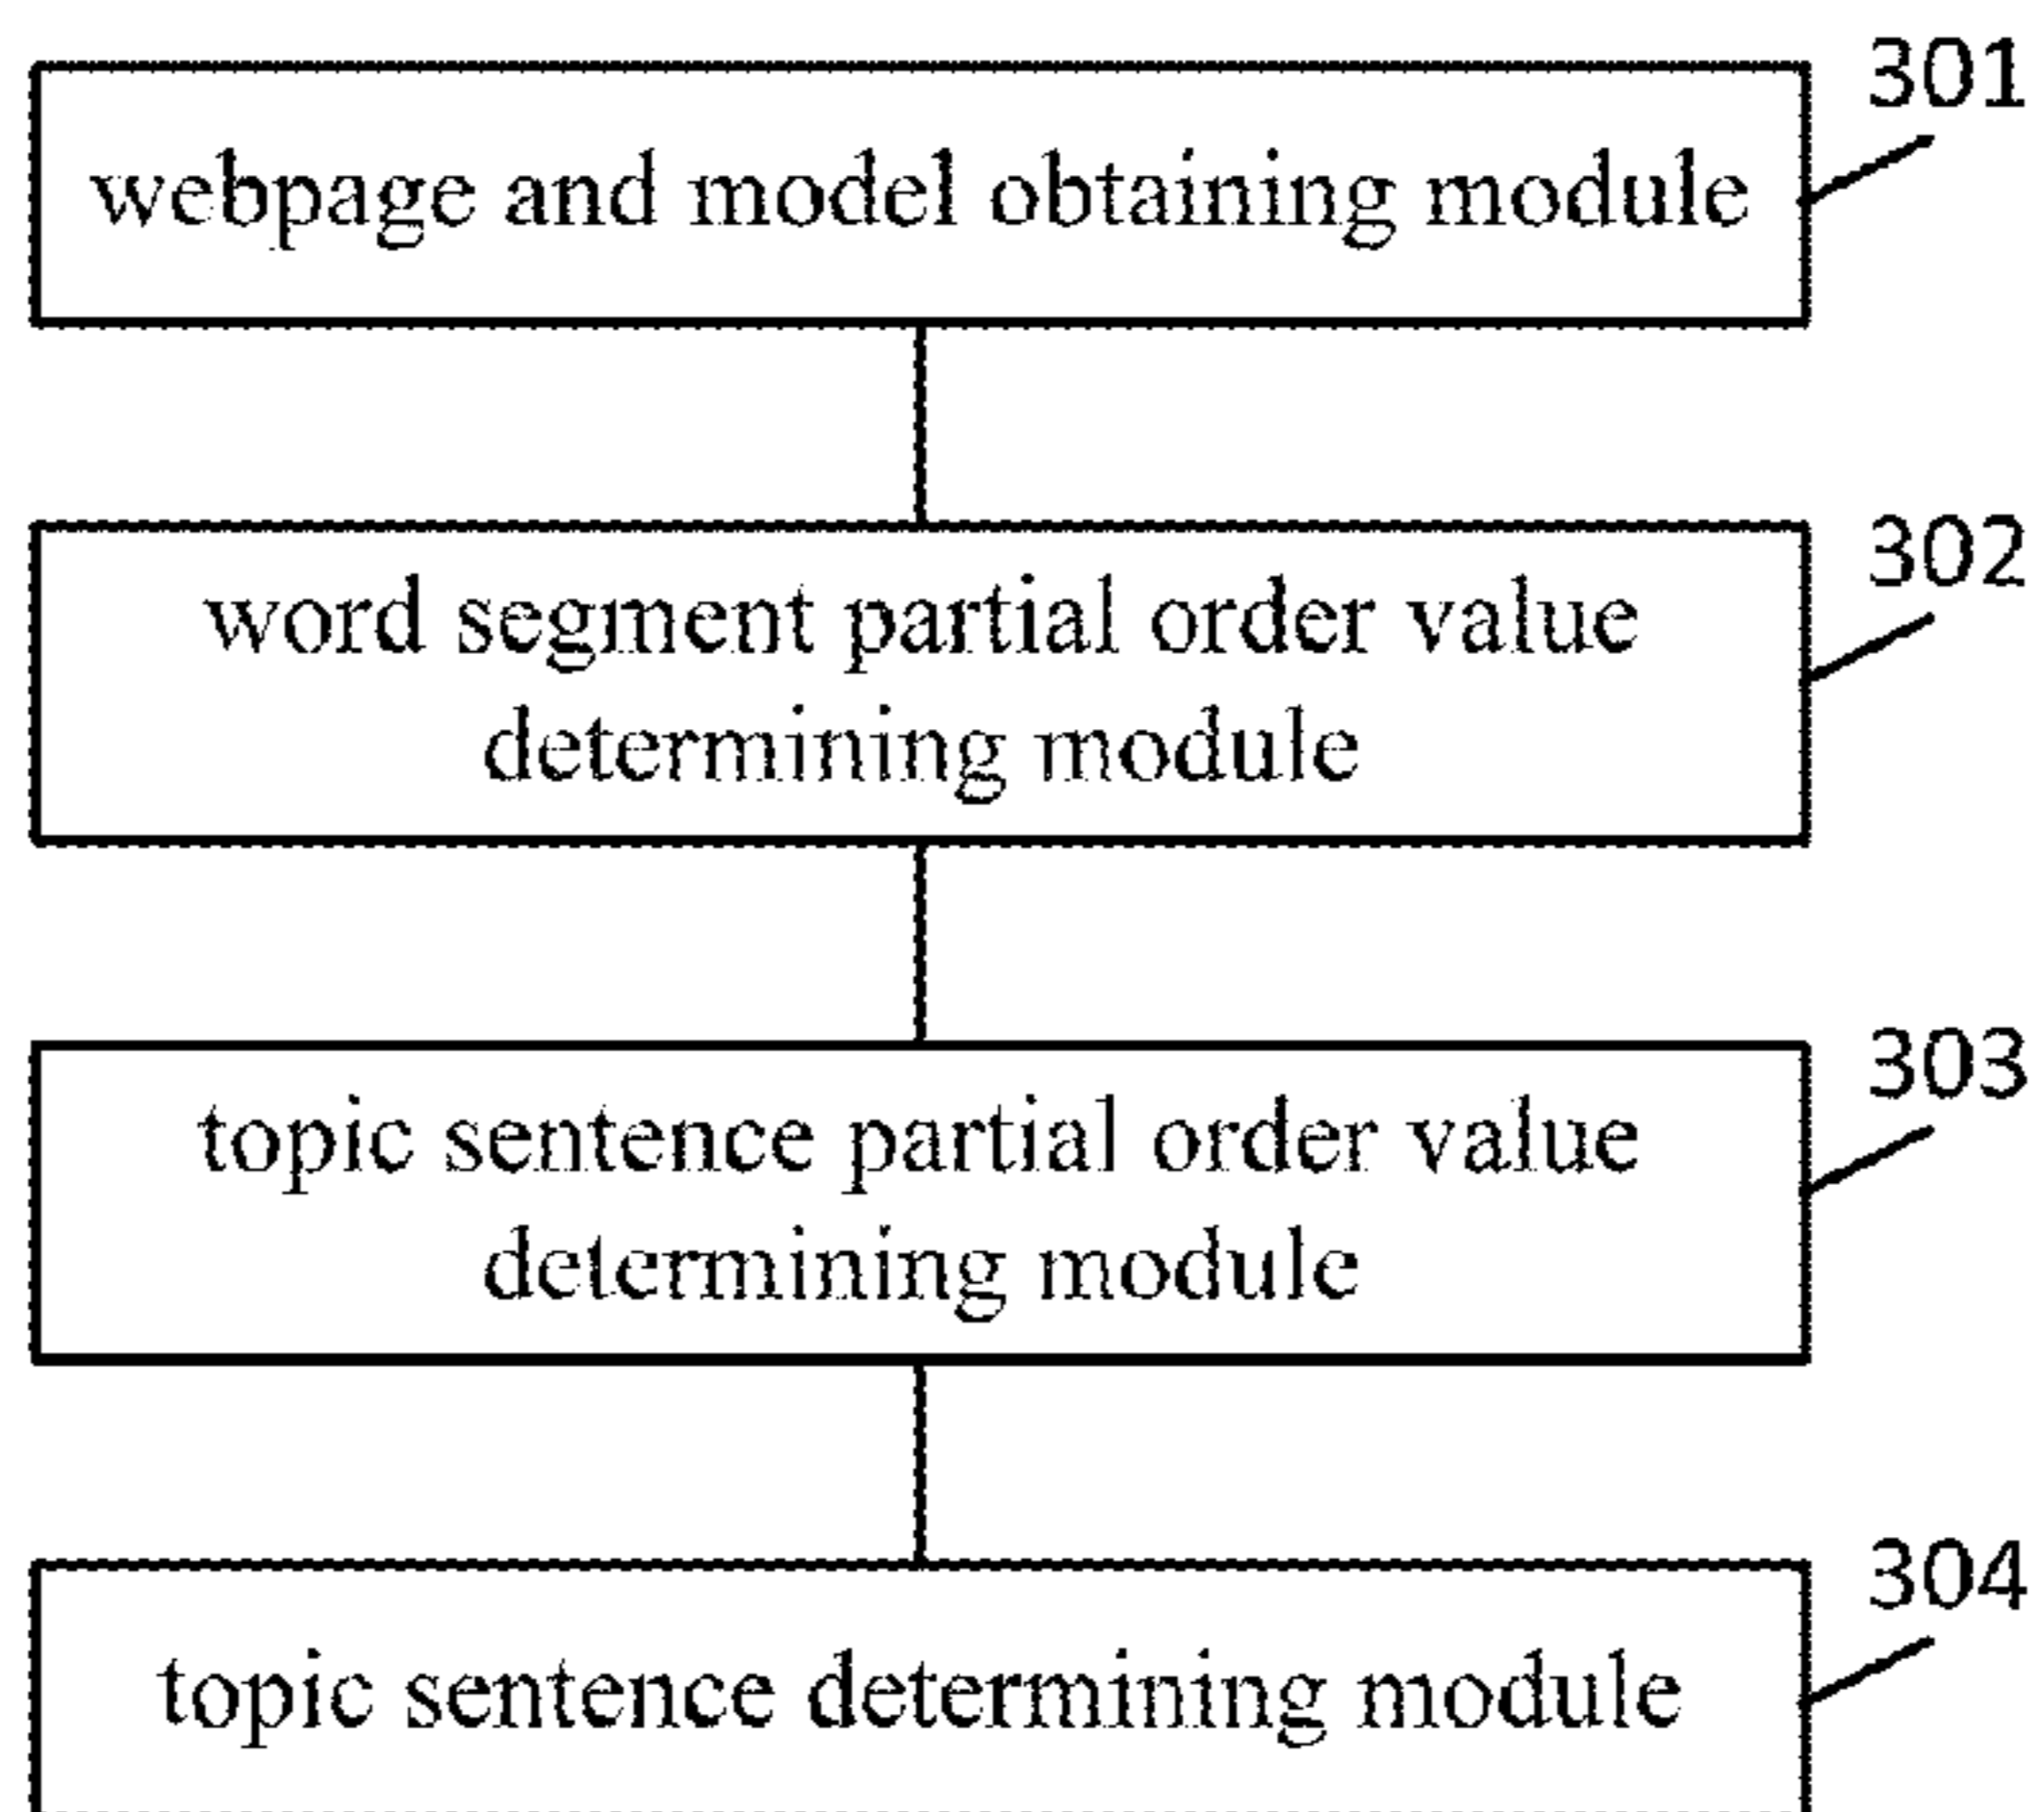 301
webpage and model obtaining module
302
word segment partial order value
determining module
303
topic sentence partial order value
determining module
304
topic sentence determining module